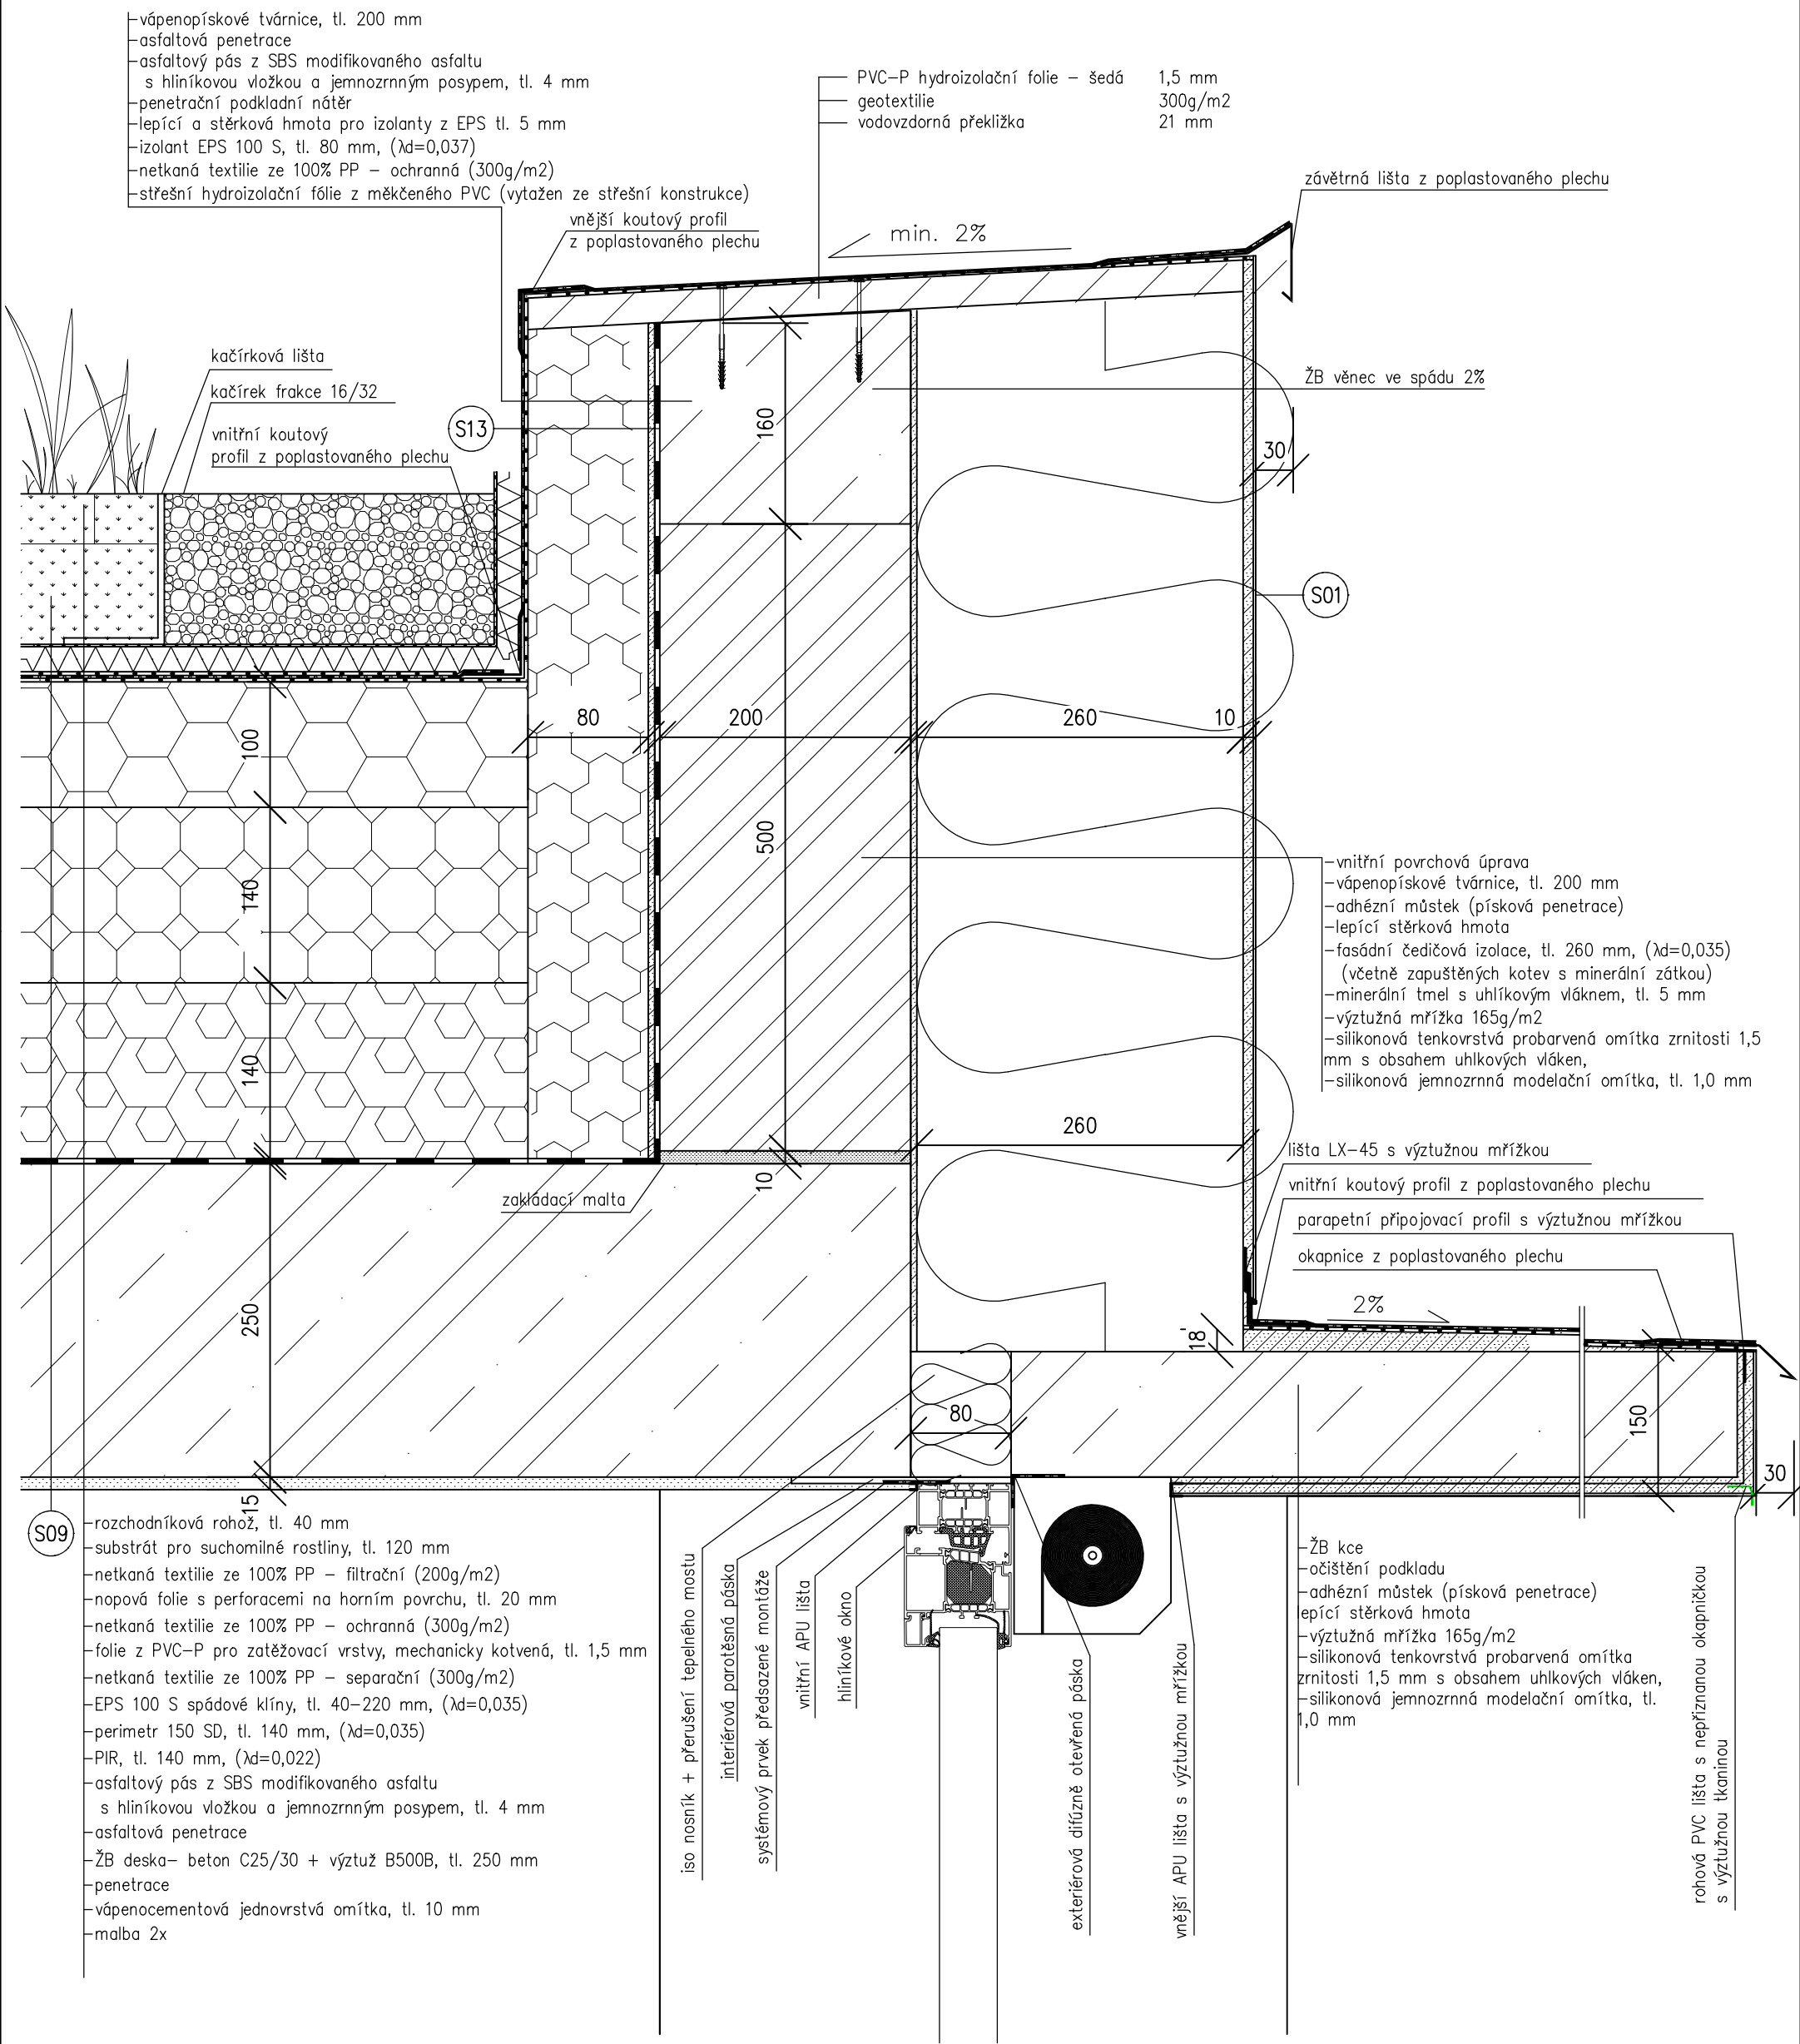 vápenopískové tvárnice, tl. 200 mm
asfaltová penetrace
asfaltový pás z SBS modifikovaného asfaltu
s hliníkovou vložkou a jemnozrnným posypem, tl. 4 mm
penetrační podkladní nátěr
lepící a stěrková hmota pro izolanty z EPS tl. 5 mm
izolant EPS 100 S, tl. 80 mm, (λd=0,037)
netkaná textilie ze 100% PP – ochranná (300g/m2)
střešní hydroizolační fólie z měkčeného PVC (vytažen ze střešní konstrukce)
PVC–P hydroizolační folie – šedá 1,5 mm
geotextilie 300g/m2
vodovzdorná překližka 21 mm
závětrná lišta z poplastovaného plechu
vnější koutový profil
z poplastovaného plechu
min. 2%
kačírková lišta
kačírek frakce 16/32
vnitřní koutový
profil z poplastovaného plechu
S13
ŽB věnec ve spádu 2%
160
30
S01
80
200
260
10
100
140
140
500
-vnitřní povrchová úprava
-vápenopískové tvárnice, tl. 200 mm
-adhézní můstek (písková penetrace)
-lepící stěrková hmota
-fasádní čedičová izolace, tl. 260 mm, (λd=0,035)
(včetně zapuštěných kotev s minerální zátkou)
-minerální tmel s uhlíkovým vláknem, tl. 5 mm
-výztužná mřížka 165g/m2
-silikonová tenkovrstvá probarvená omítka zrnitosti 1,5
mm s obsahem uhlkových vláken,
-silikonová jemnozrnná modelační omítka, tl. 1,0 mm
260
10
zakládací malta
lišta LX–45 s výztužnou mřížkou
vnitřní koutový profil z poplastovaného plechu
parapetní připojovací profil s výztužnou mřížkou
okapnice z poplastovaného plechu
2%
250
18
80
150
30
15
S09
rozchodníková rohož, tl. 40 mm
substrát pro suchomilné rostliny, tl. 120 mm
netkaná textilie ze 100% PP – filtrační (200g/m2)
nopová folie s perforacemi na horním povrchu, tl. 20 mm
netkaná textilie ze 100% PP – ochranná (300g/m2)
folie z PVC–P pro zatěžovací vrstvy, mechanicky kotvená, tl. 1,5 mm
netkaná textilie ze 100% PP – separační (300g/m2)
EPS 100 S spádové klíny, tl. 40–220 mm, (λd=0,035)
perimetr 150 SD, tl. 140 mm, (λd=0,035)
PIR, tl. 140 mm, (λd=0,022)
asfaltový pás z SBS modifikovaného asfaltu
s hliníkovou vložkou a jemnozrnným posypem, tl. 4 mm
asfaltová penetrace
ŽB deska– beton C25/30 + výztuž B500B, tl. 250 mm
penetrace
vápenocementová jednovrstvá omítka, tl. 10 mm
malba 2x
iso nosník + přerušení tepelného mostu
interiérová parotěsná páska
systémový prvek předsazené montáže
vnitřní APU lišta
hliníkové okno
exteriérová difúzně otevřená páska
vnější APU lišta s výztužnou mřížkou
-ŽB kce
-očištění podkladu
-adhézní můstek (písková penetrace)
lepící stěrková hmota
-výztužná mřížka 165g/m2
-silikonová tenkovrstvá probarvená omítka
zrnitosti 1,5 mm s obsahem uhlkových vláken,
-silikonová jemnozrnná modelační omítka, tl.
1,0 mm
rohová PVC lišta s nepřiznanou okapničkou
s výztužnou tkaninou